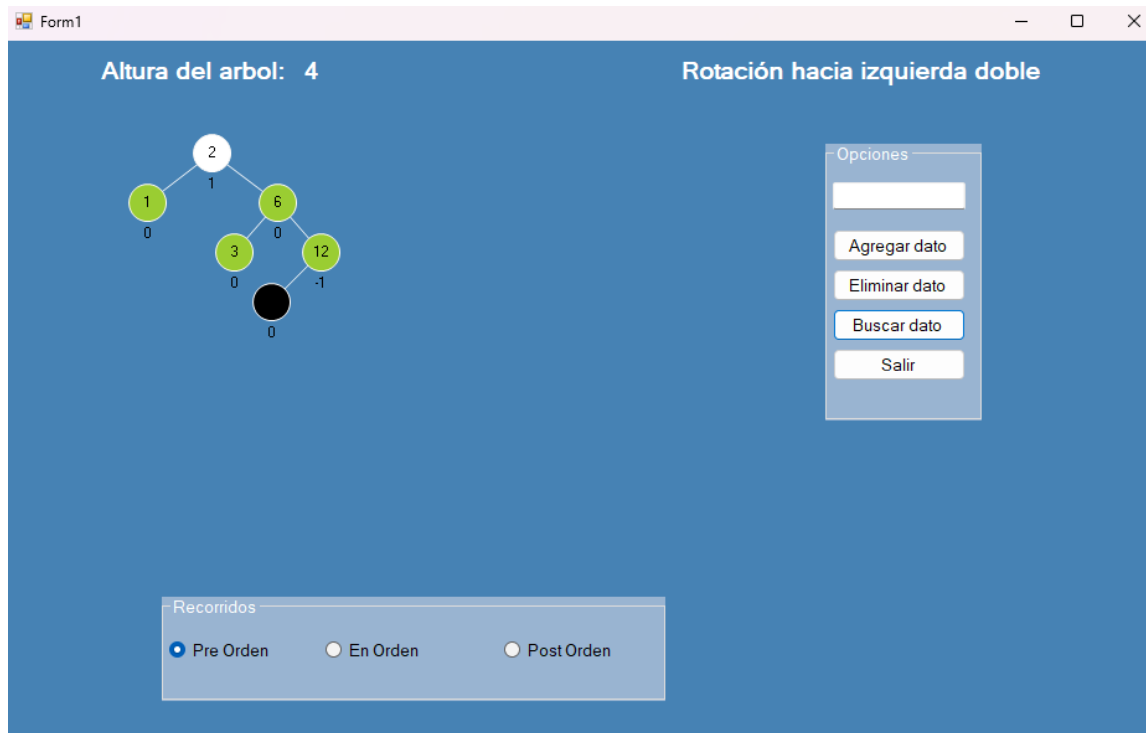 Form1
Altura del arbol: 4
Rotación hacia izquierda doble
2
1
1
6
0
0
3
12
0
-1
0
Opciones
Agregar dato
Eliminar dato
Buscar dato
Salir
Recorridos
Pre Orden
En Orden
Post Orden